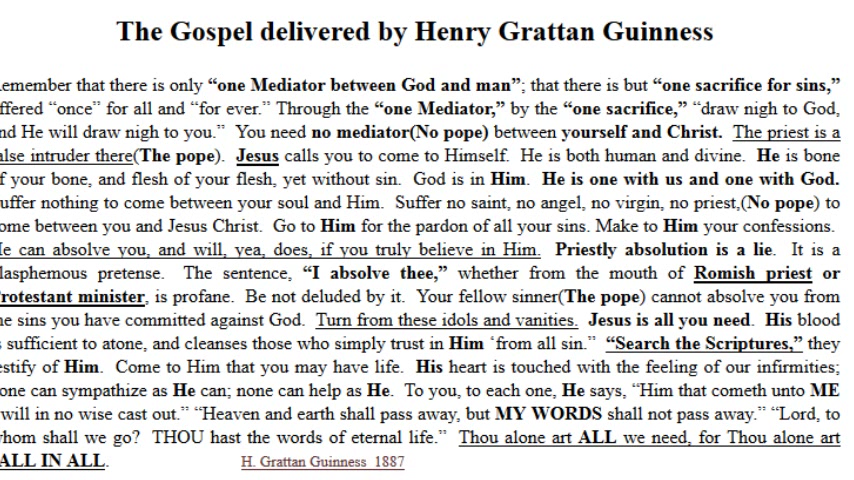 The Gospel delivered by Henry Grattan Guinness
emember that there is only “one Mediator between God and man”; that there is but “one sacrifice for sins,”
ffered “once” for all and “for ever.” Through the “one Mediator,” by the “one sacrifice,” “draw nigh to God,
nd He will draw nigh to you.” You need no mediator(No pope) between yourself and Christ. The priest is a
alse intruder there(The pope). Jesus calls you to come to Himself. He is both human and divine. He is bone
f your bone, and flesh of your flesh, yet without sin. God is in Him. He is one with us and one with God.
uffer nothing to come between your soul and Him. Suffer no saint, no angel, no virgin, no priest,(No pope) to
ome between you and Jesus Christ. Go to Him for the pardon of all your sins. Make to Him your confessions.
He can absolve you, and will, yea, does, if you truly believe in Him. Priestly absolution is a lie. It is a
lasphemous pretense. The sentence, “I absolve thee,” whether from the mouth of Romish priest or
rotestant minister, is profane. Be not deluded by it. Your fellow sinner(The pope) cannot absolve you from
he sins you have committed against God. Turn from these idols and vanities. Jesus is all you need. His blood
s sufficient to atone, and cleanses those who simply trust in Him ‘from all sin.” “Search the Scriptures,” they
estify of Him. Come to Him that you may have life. His heart is touched with the feeling of our infirmities;
one can sympathize as He can; none can help as He. To you, to each one, He says, “Him that cometh unto ME
will in no wise cast out.” “Heaven and earth shall pass away, but MY WORDS shall not pass away.” “Lord, to
whom shall we go? THOU hast the words of eternal life.” Thou alone art ALL we need, for Thou alone art
ALL IN ALL. H. Grattan Guinness 1887